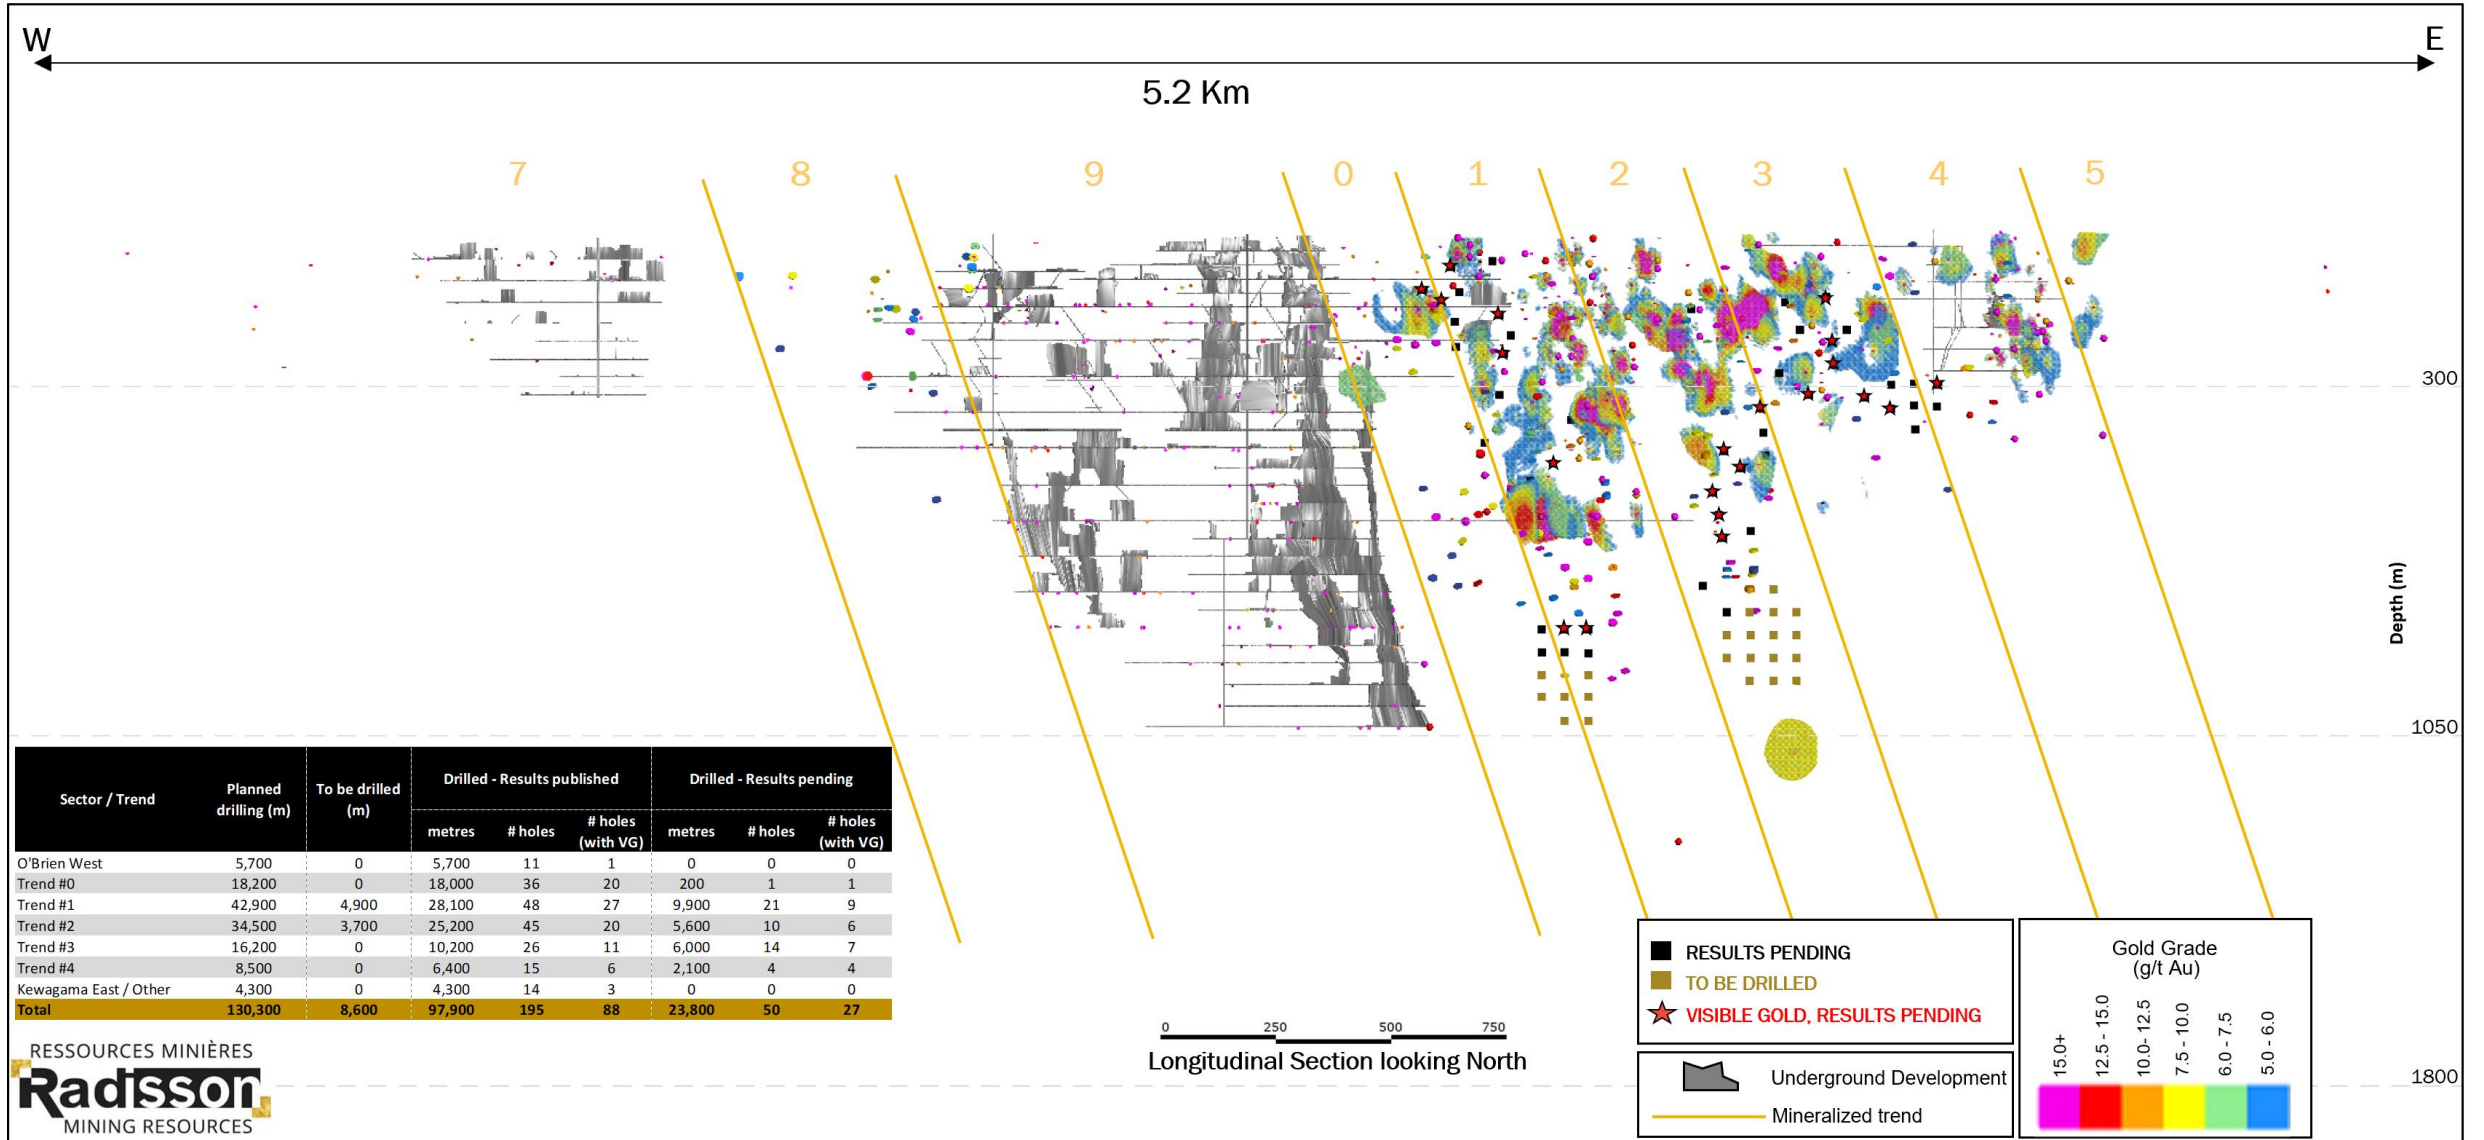 W
E
5.2 Km
7 8 9 0 1 2 3 4 5
300
Depth (m)
1050
1800
Sector / Trend
Planned drilling (m)
To be drilled (m)
Drilled - Results published
Drilled - Results pending
metres # holes # holes (with VG) metres # holes # holes (with VG)
O'Brien West 5,700 0 5,700 11 1 0 0 0
Trend #0 18,200 0 18,000 36 20 200 1 1
Trend #1 42,900 4,900 28,100 48 27 9,900 21 9
Trend #2 34,500 3,700 25,200 45 20 5,600 10 6
Trend #3 16,200 0 10,200 26 11 6,000 14 7
Trend #4 8,500 0 6,400 15 6 2,100 4 4
Kewagama East / Other 4,300 0 4,300 14 3 0 0 0
Total 130,300 8,600 97,900 195 88 23,800 50 27
RESSOURCES MINIÈRES
Radisson
MINING RESOURCES
0 250 500 750
Longitudinal Section looking North
RESULTS PENDING
TO BE DRILLED
VISIBLE GOLD, RESULTS PENDING
Underground Development
Mineralized trend
Gold Grade
(g/t Au)
15.0+
12.5 - 15.0
10.0- 12.5
7.5 - 10.0
6.0 - 7.5
5.0 - 6.0